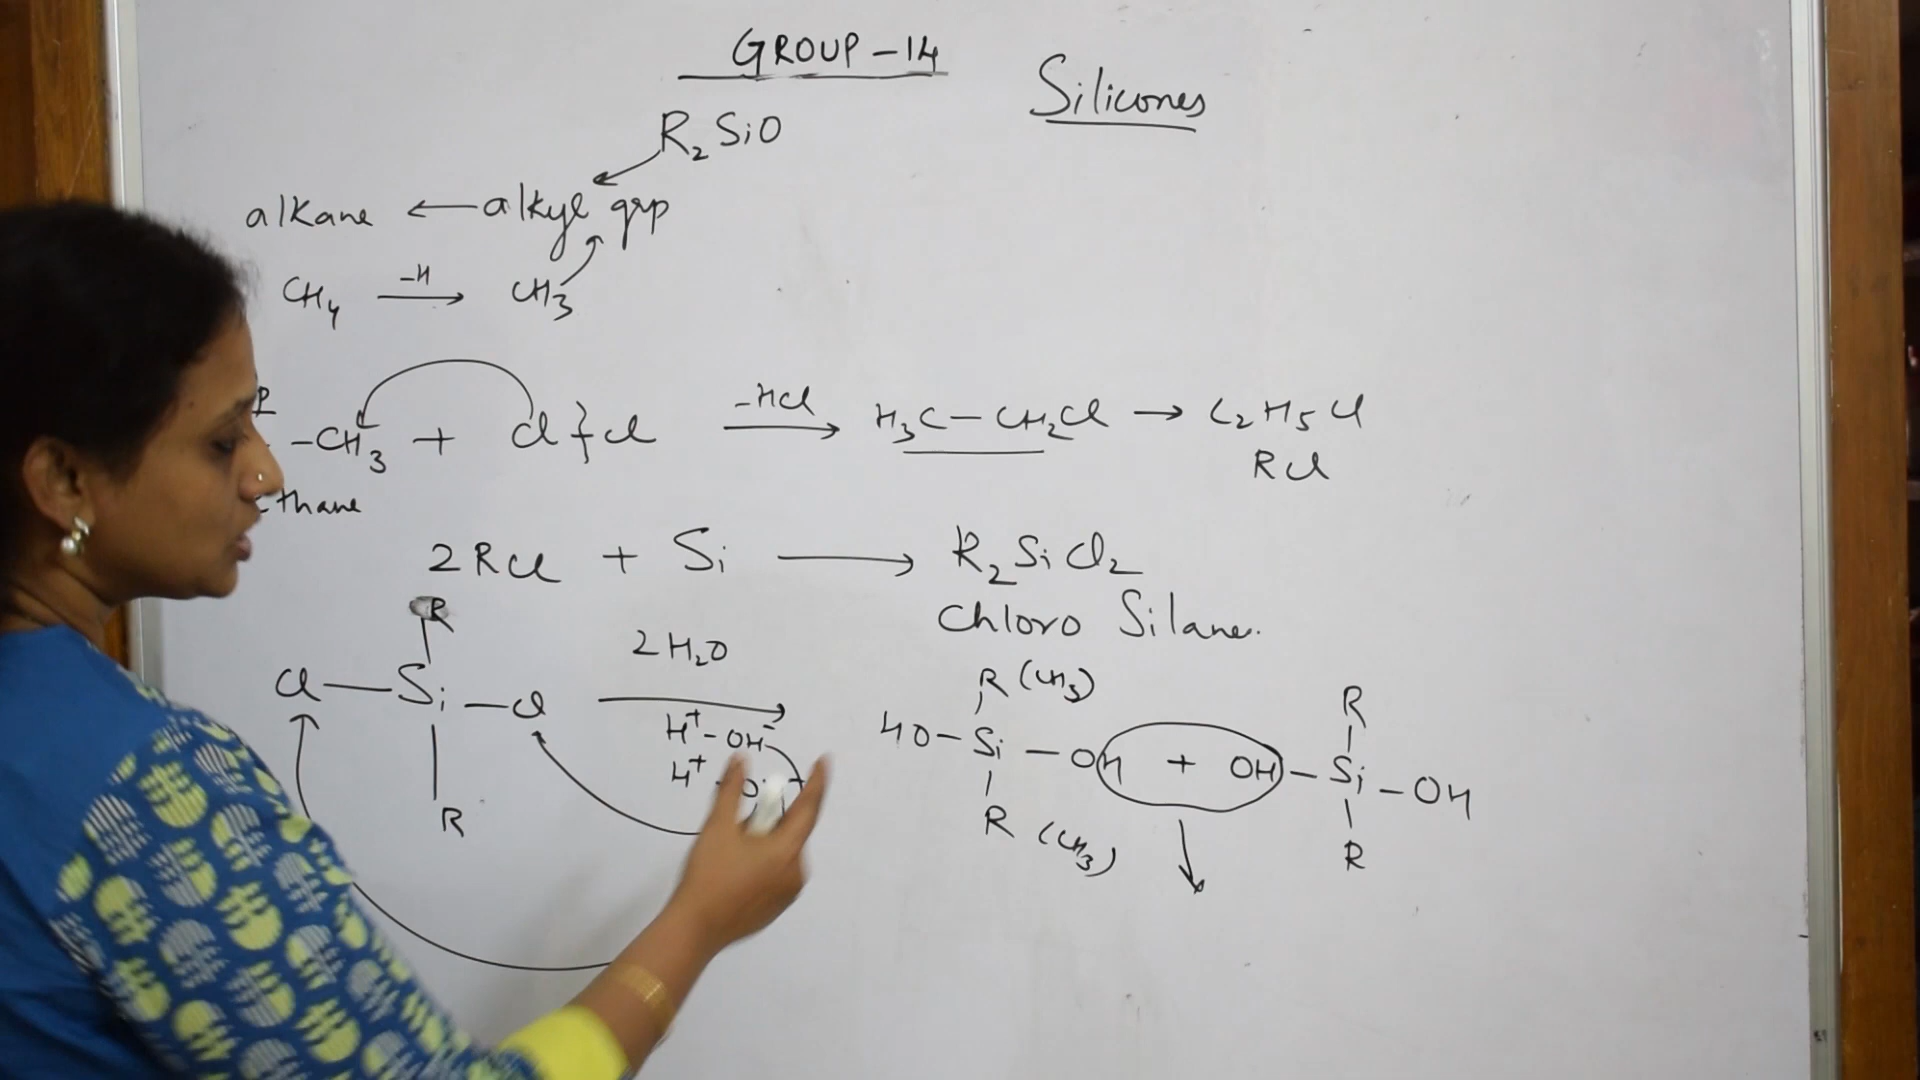 GROUP-14
Silicones
R₂SiO
alkane ← alkyl grp
CH₄ —-H→ CH₃
-CH₃ + Cl}Cl —-HCl→ H₃C-CH₂Cl → C₂H₅Cl
RCl
thane
2RCl + Si → R₂SiCl₂
Chloro Silane.
R
Cl—Si—Cl
R
2H₂O
H⁺-OH⁻
H⁺
R (CH₃)
HO-Si-OH + OH-Si-OH
R (CH₃)
R
R